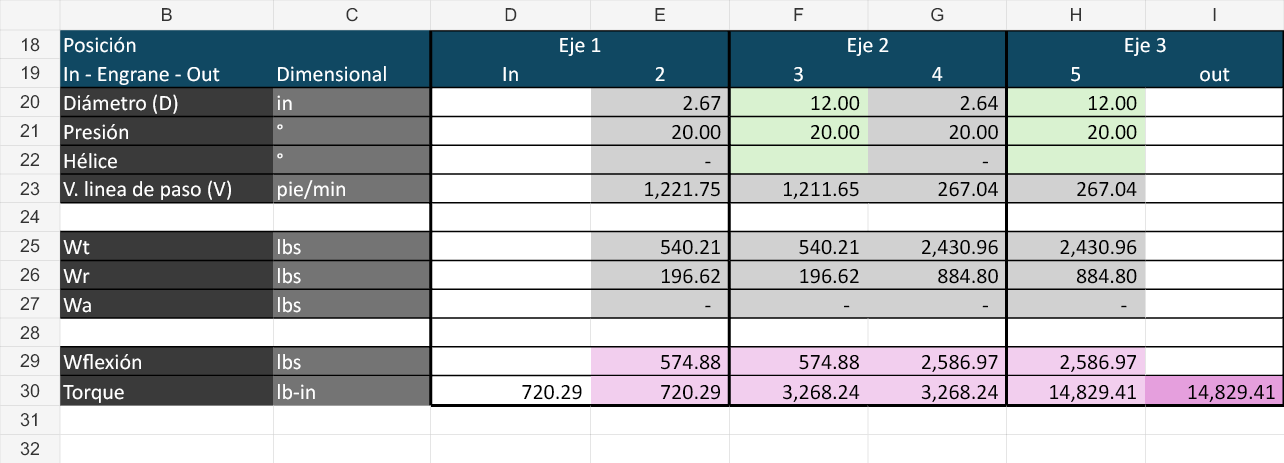 B C D E F G H I
18 Posición Eje 1 Eje 2 Eje 3
19 In - Engrane - Out Dimensional In 2 3 4 5 out
20 Diámetro (D) in 2.67 12.00 2.64 12.00
21 Presión ° 20.00 20.00 20.00 20.00
22 Hélice ° - -
23 V. linea de paso (V) pie/min 1,221.75 1,211.65 267.04 267.04
24
25 Wt lbs 540.21 540.21 2,430.96 2,430.96
26 Wr lbs 196.62 196.62 884.80 884.80
27 Wa lbs - - - -
28
29 Wflexión lbs 574.88 574.88 2,586.97 2,586.97
30 Torque lb-in 720.29 720.29 3,268.24 3,268.24 14,829.41 14,829.41
31
32